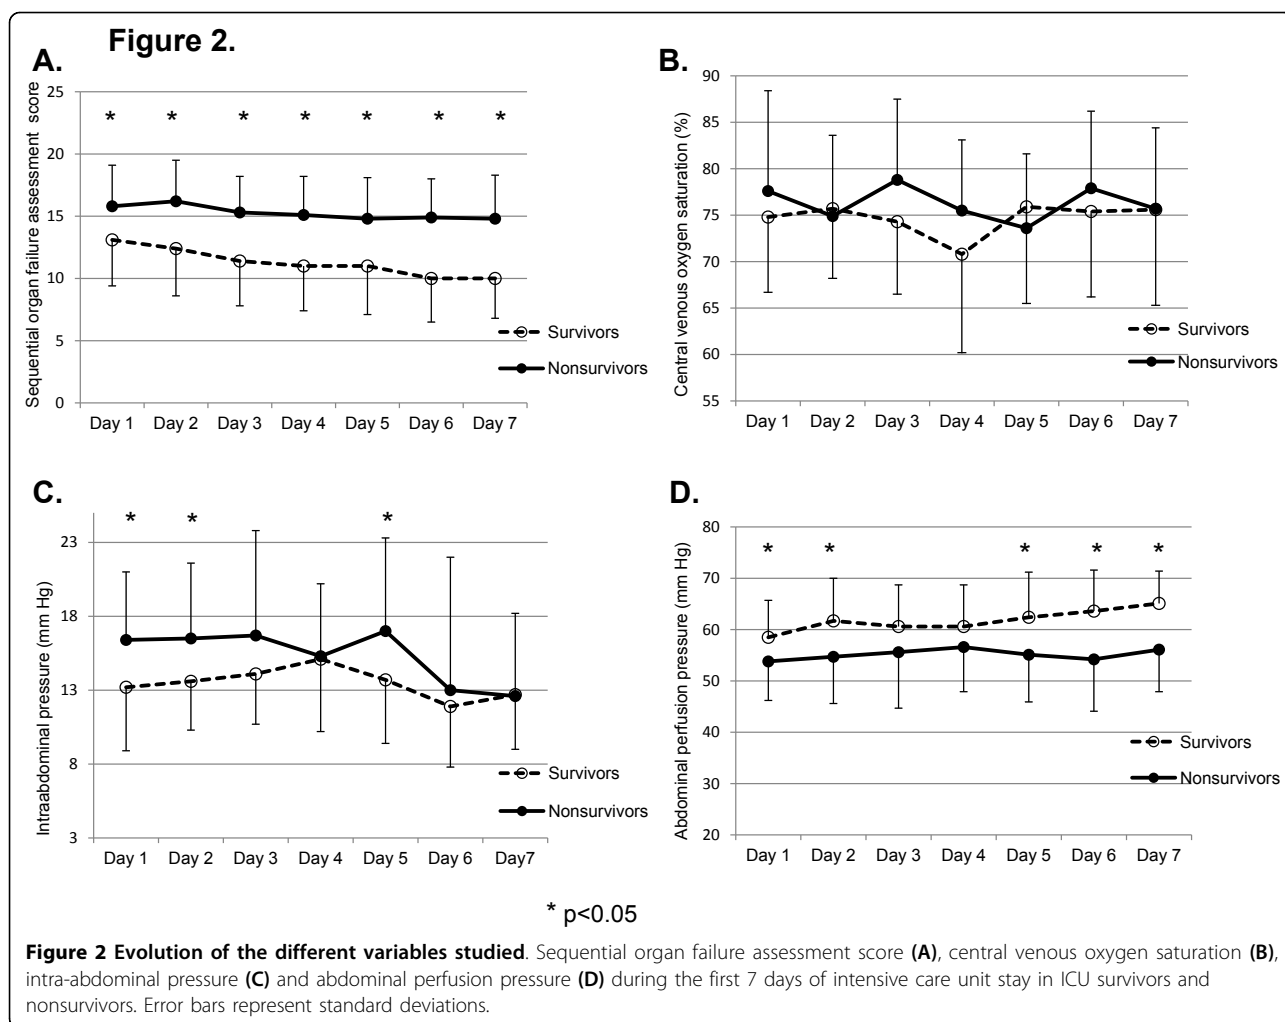 Figure 2.
A.
Sequential organ failure assessment score
25
20
15
10
5
0
* * * * * * *
Survivors
Nonsurvivors
Day 1 Day 2 Day 3 Day 4 Day 5 Day 6 Day 7
B.
Central venous oxygen saturation (%)
90
85
80
75
70
65
60
55
Survivors
Nonsurvivors
Day 1 Day 2 Day 3 Day 4 Day 5 Day 6 Day 7
C.
Intraabdominal pressure (mm Hg)
23
18
13
8
3
* * *
Survivors
Nonsurvivors
Day 1 Day 2 Day 3 Day 4 Day 5 Day 6 Day7
D.
Abdominal perfusion pressure (mm Hg)
80
70
60
50
40
30
20
* * * * *
Survivors
Nonsurvivors
Day 1 Day 2 Day 3 Day 4 Day 5 Day 6 Day 7
* p<0.05
Figure 2 Evolution of the different variables studied. Sequential organ failure assessment score (A), central venous oxygen saturation (B),
intra-abdominal pressure (C) and abdominal perfusion pressure (D) during the first 7 days of intensive care unit stay in ICU survivors and
nonsurvivors. Error bars represent standard deviations.